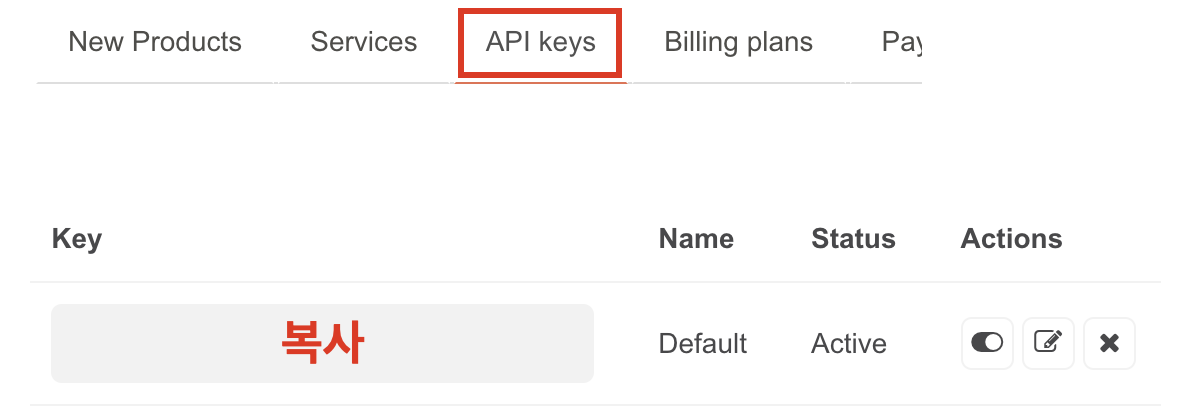 New Products Services API keys Billing plans Pay
Key Name Status Actions
복사 Default Active